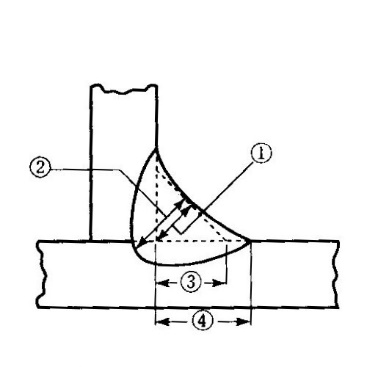 ①
②
③
④